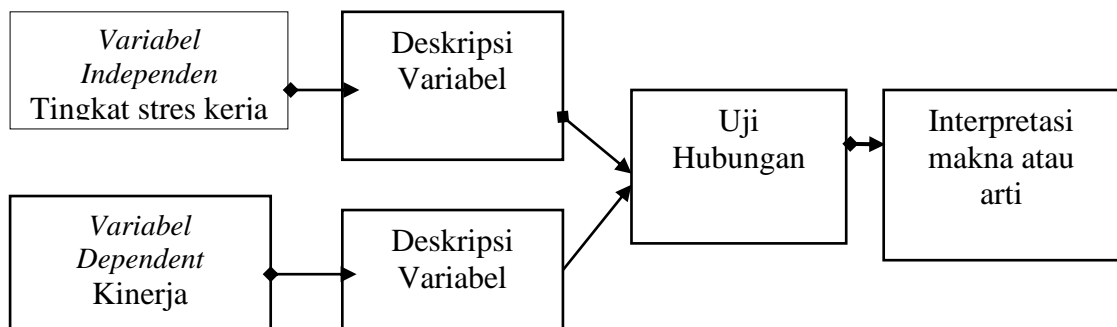 Variabel
Independen
Tingkat stres kerja
Deskripsi
Variabel
Variabel
Dependent
Kinerja
Deskripsi
Variabel
Uji
Hubungan
Interpretasi
makna atau
arti